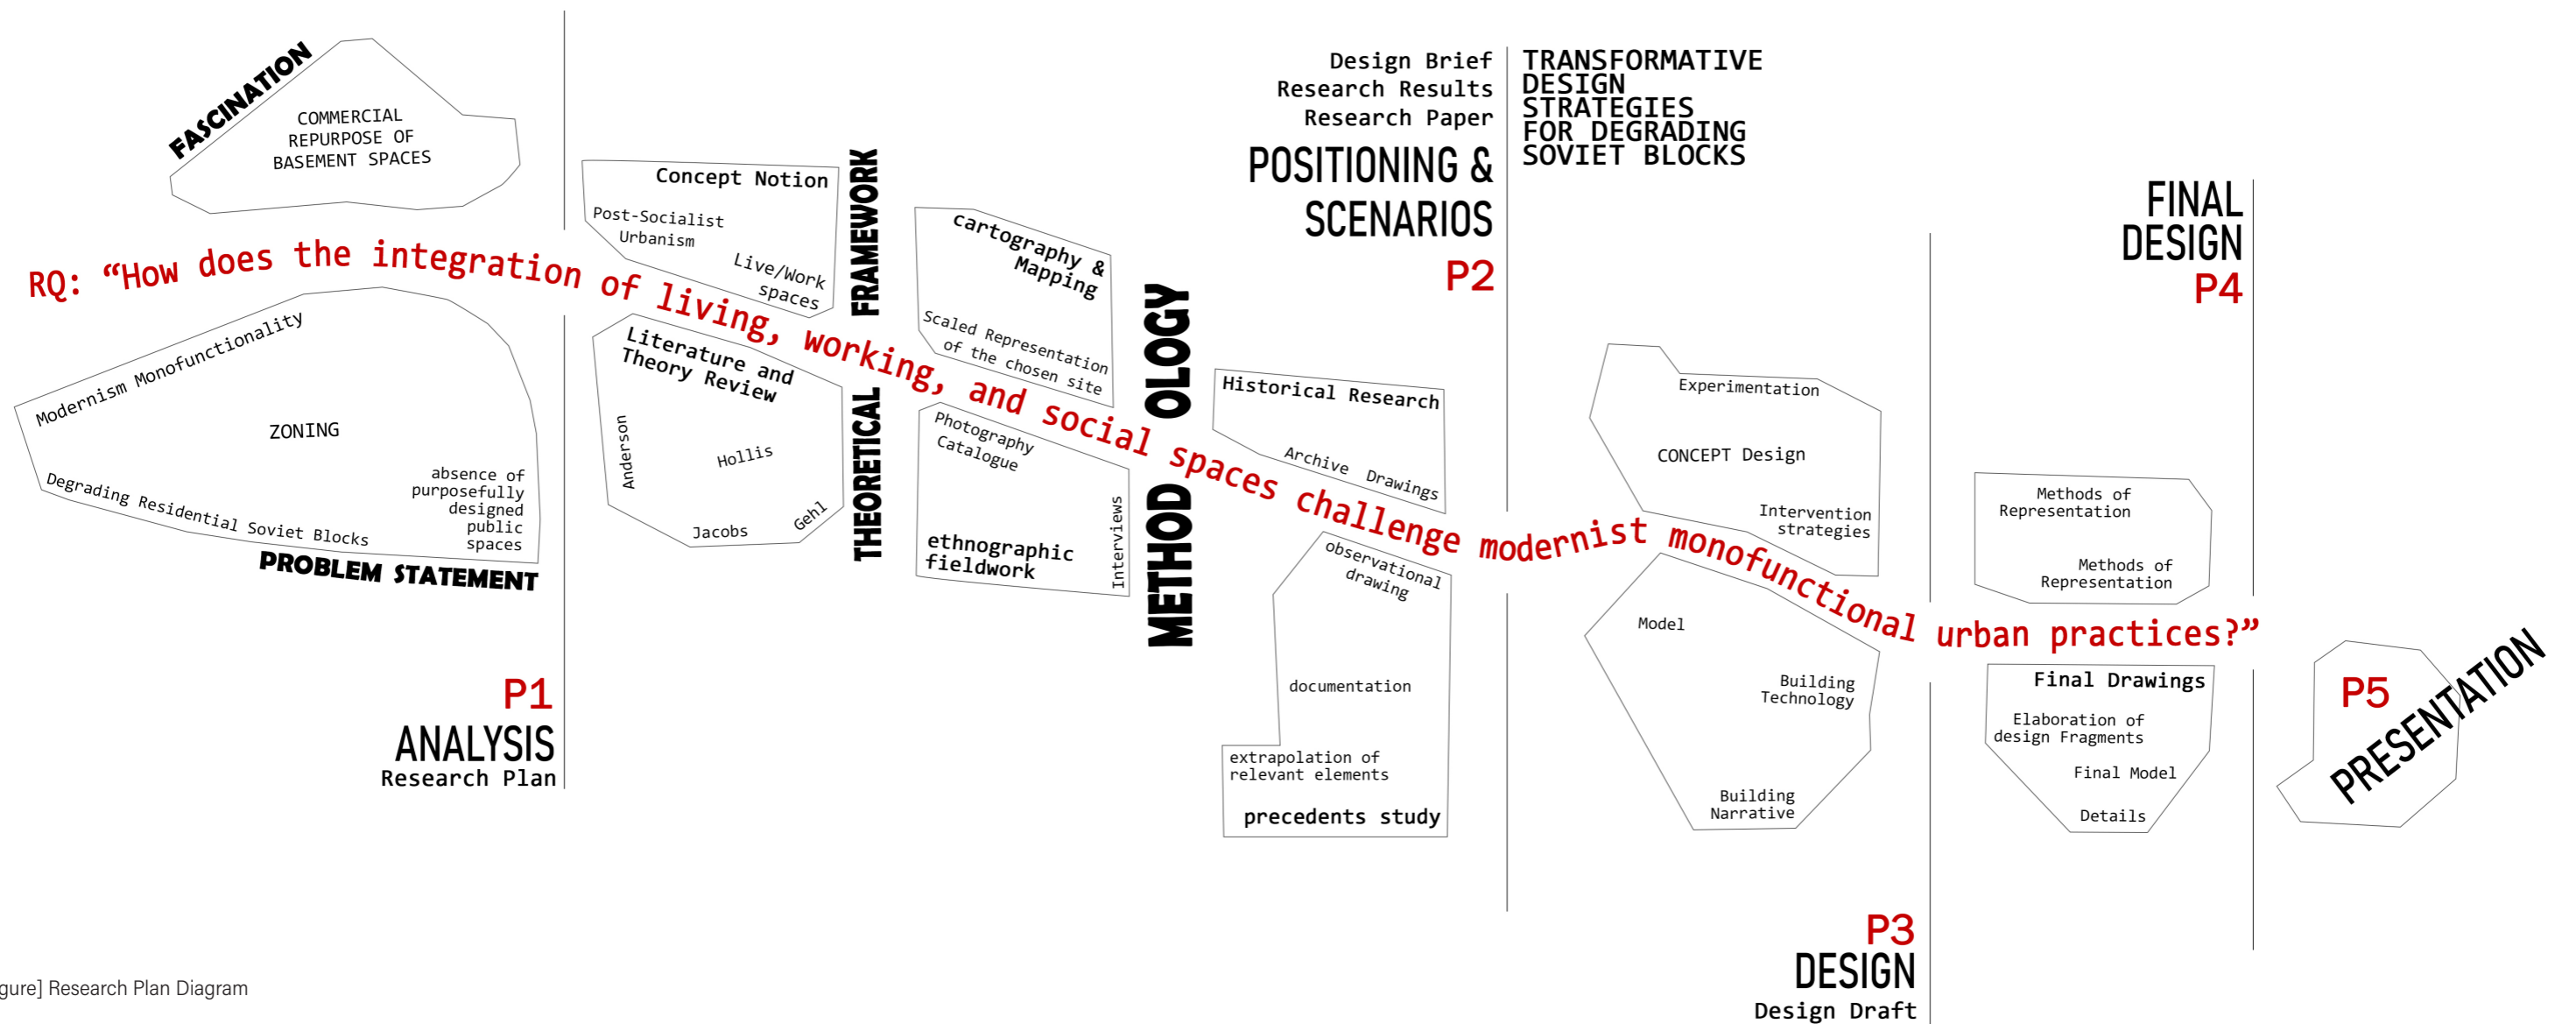 FASCINATION
COMMERCIAL
REPURPOSE OF
BASEMENT SPACES
RQ: “How does the integration of living, working, and social spaces challenge modernist monofunctional urban practices?”
Modernism Monofunctionality
ZONING
absence of
purposefully
designed
public
spaces
Degrading Residential Soviet Blocks
PROBLEM STATEMENT
P1
ANALYSIS
Research Plan
Concept Notion
Post-Socialist
Urbanism
Live/Work
spaces
Literature and
Theory Review
Anderson
Hollis
Jacobs
Gehl
THEORETICAL FRAMEWORK
cartography &
Mapping
Scaled Representation
of the chosen site
Photography
Catalogue
Interviews
ethnographic
fieldwork
METHOD OLOGY
Historical Research
Archive Drawings
observational
drawing
documentation
extrapolation of
relevant elements
precedents study
Design Brief
Research Results
Research Paper
POSITIONING &
SCENARIOS
P2
TRANSFORMATIVE
DESIGN
STRATEGIES
FOR DEGRADING
SOVIET BLOCKS
Experimentation
CONCEPT Design
Intervention
strategies
Model
Building
Technology
Building
Narrative
P3
DESIGN
Design Draft
FINAL
DESIGN
P4
Methods of
Representation
Methods of
Representation
Final Drawings
Elaboration of
design Fragments
Final Model
Details
P5
PRESENTATION
gure] Research Plan Diagram